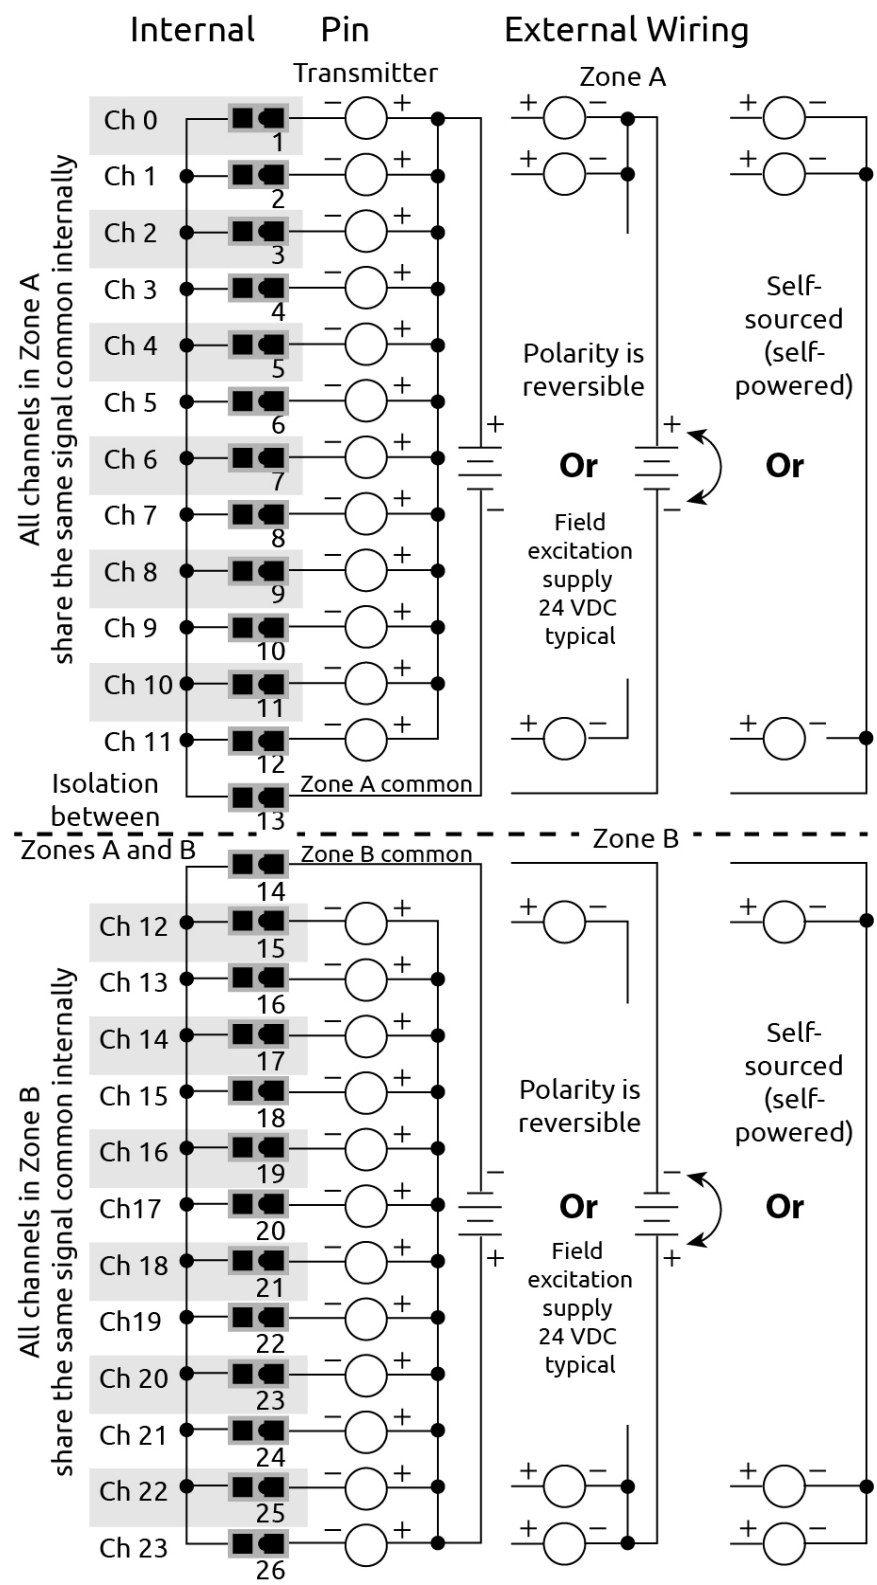 Internal Pin External Wiring
Transmitter Zone A
All channels in Zone A
share the same signal common internally
Ch 0 1 − + + − + −
Ch 1 2 − + + − + −
Ch 2 3 − +
Ch 3 4 − +
Ch 4 5 − +
Ch 5 6 − +
Ch 6 7 − +
Ch 7 8 − +
Ch 8 9 − +
Ch 9 10 − +
Ch 10 11 − +
Ch 11 12 − + + − + −
+ −
Polarity is
reversible
Or
+ −
Field
excitation
supply
24 VDC
typical
Self-
sourced
(self-
powered)
Or
Isolation
between
Zones A and B
13 Zone A common
Zone B
14 Zone B common
All channels in Zone B
share the same signal common internally
Ch 12 15 − + + − + −
Ch 13 16 − +
Ch 14 17 − +
Ch 15 18 − +
Ch 16 19 − +
Ch17 20 − +
Ch 18 21 − +
Ch19 22 − +
Ch 20 23 − +
Ch 21 24 − +
Ch 22 25 − + + − + −
Ch 23 26 − + + − + −
− +
Polarity is
reversible
Or
− +
Field
excitation
supply
24 VDC
typical
Self-
sourced
(self-
powered)
Or